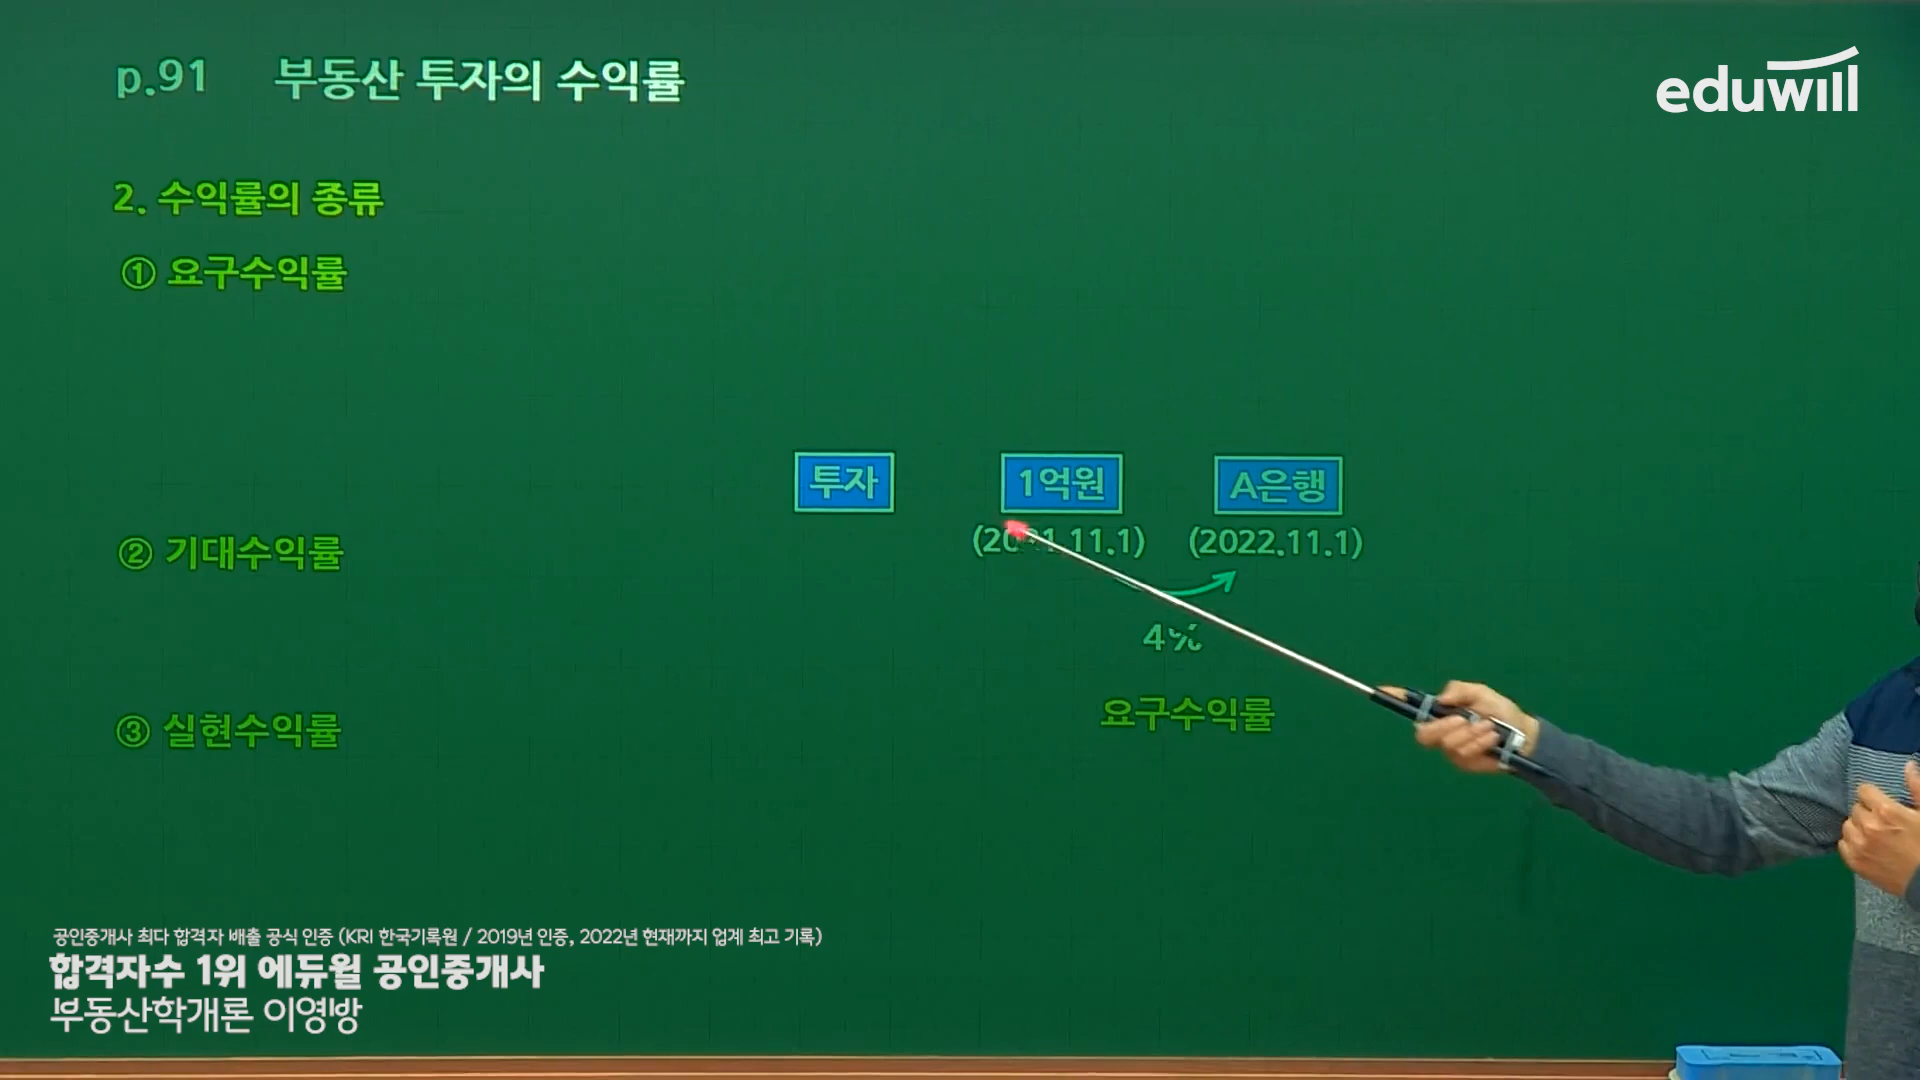 p.91 부동산 투자의 수익률
eduwill
2. 수익률의 종류
① 요구수익률
투자 1억원 A은행
(2021.11.1) (2022.11.1)
② 기대수익률
4%
③ 실현수익률
요구수익률
공인중개사 최다 합격자 배출 공식 인증 (KRI 한국기록원 / 2019년 인증, 2022년 현재까지 업계 최고 기록)
합격자수 1위 에듀윌 공인중개사
부동산학개론 이영방